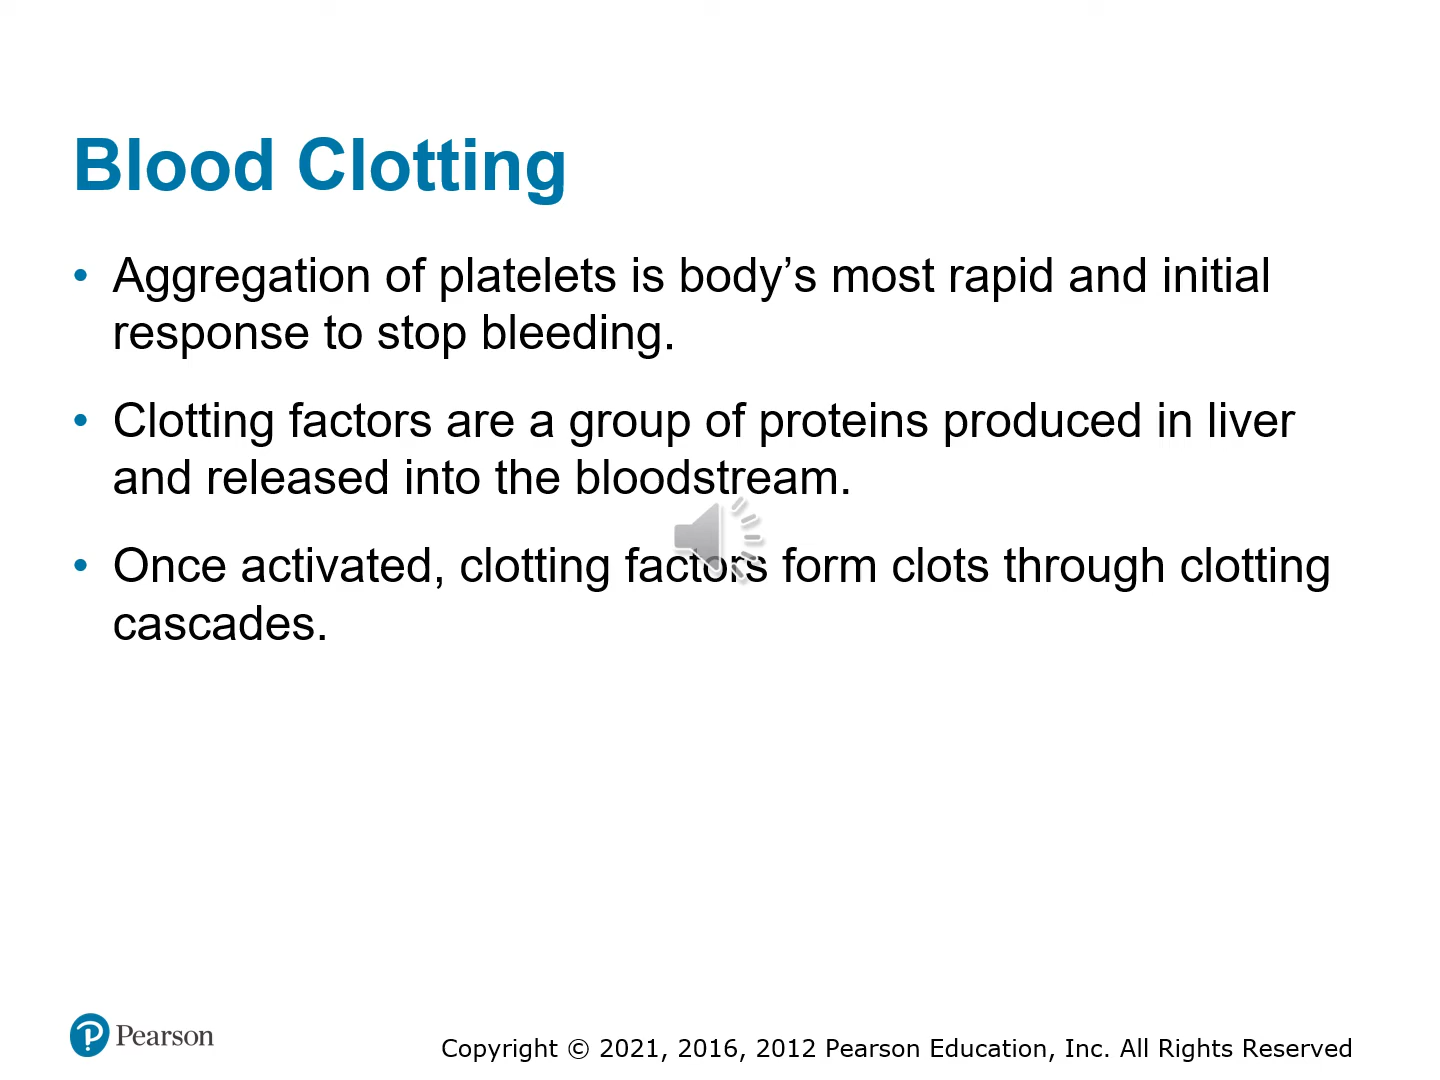 Blood Clotting
• Aggregation of platelets is body’s most rapid and initial
response to stop bleeding.
• Clotting factors are a group of proteins produced in liver
and released into the bloodstream.
• Once activated, clotting factors form clots through clotting
cascades.
Pearson
Copyright © 2021, 2016, 2012 Pearson Education, Inc. All Rights Reserved